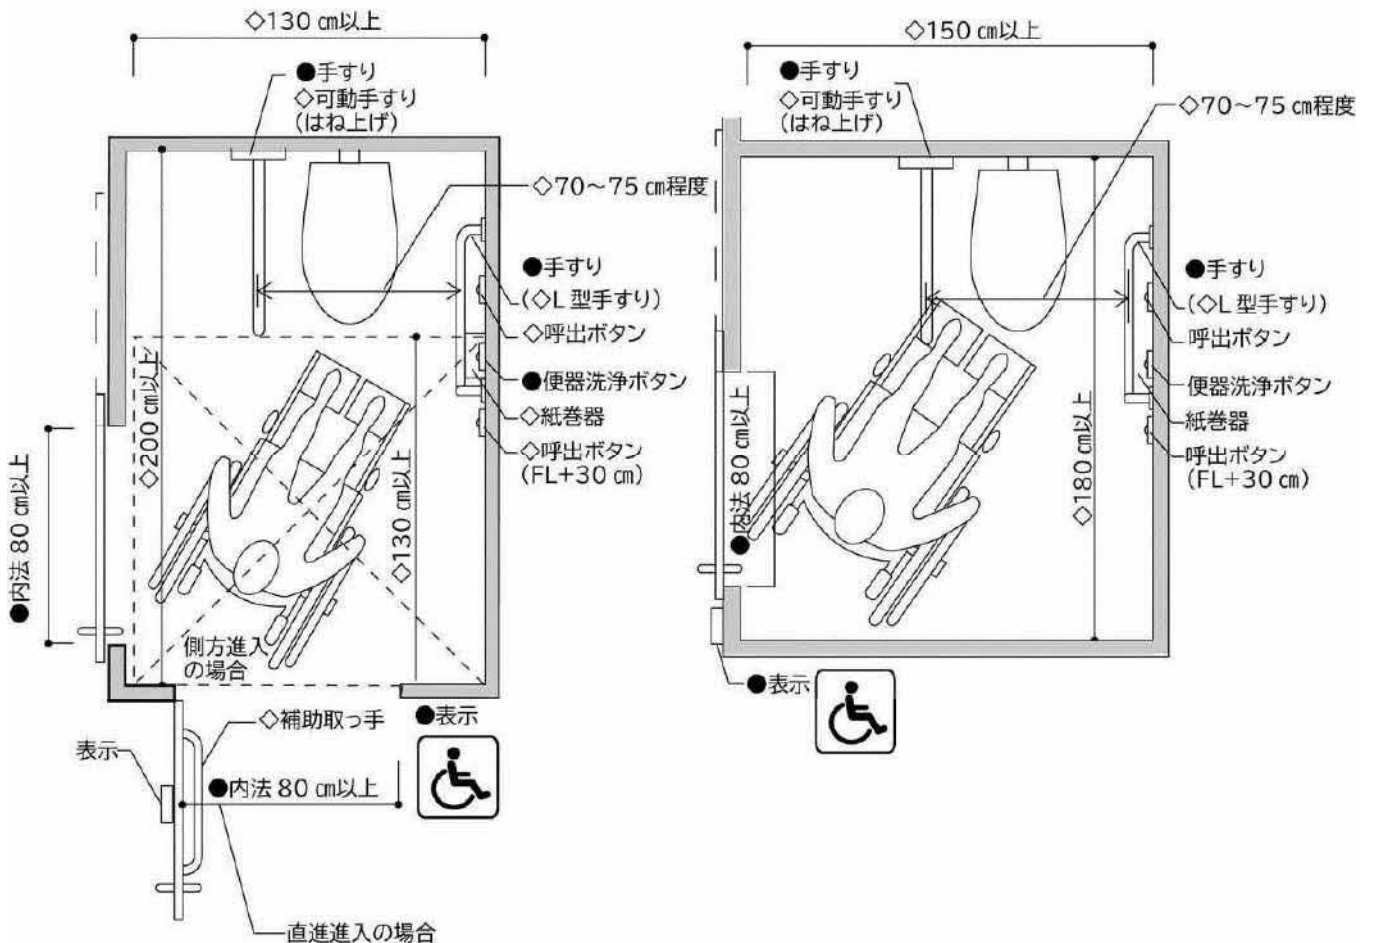 ◇130 ㎝以上
●手すり
◇可動手すり
(はね上げ)
◇70～75 ㎝程度
●手すり
(◇L 型手すり)
◇呼出ボタン
●便器洗浄ボタン
◇紙巻器
◇呼出ボタン
(FL+30 ㎝)
◇200 ㎝以上
◇130 ㎝以上
●内法 80 ㎝以上
側方進入
の場合
◇補助取っ手
●表示
表示
●内法 80 ㎝以上
直進進入の場合
◇150 ㎝以上
●手すり
◇可動手すり
(はね上げ)
◇70～75 ㎝程度
●手すり
(◇L 型手すり)
呼出ボタン
便器洗浄ボタン
紙巻器
呼出ボタン
(FL+30 ㎝)
●内法 80 ㎝以上
◇180 ㎝以上
●表示